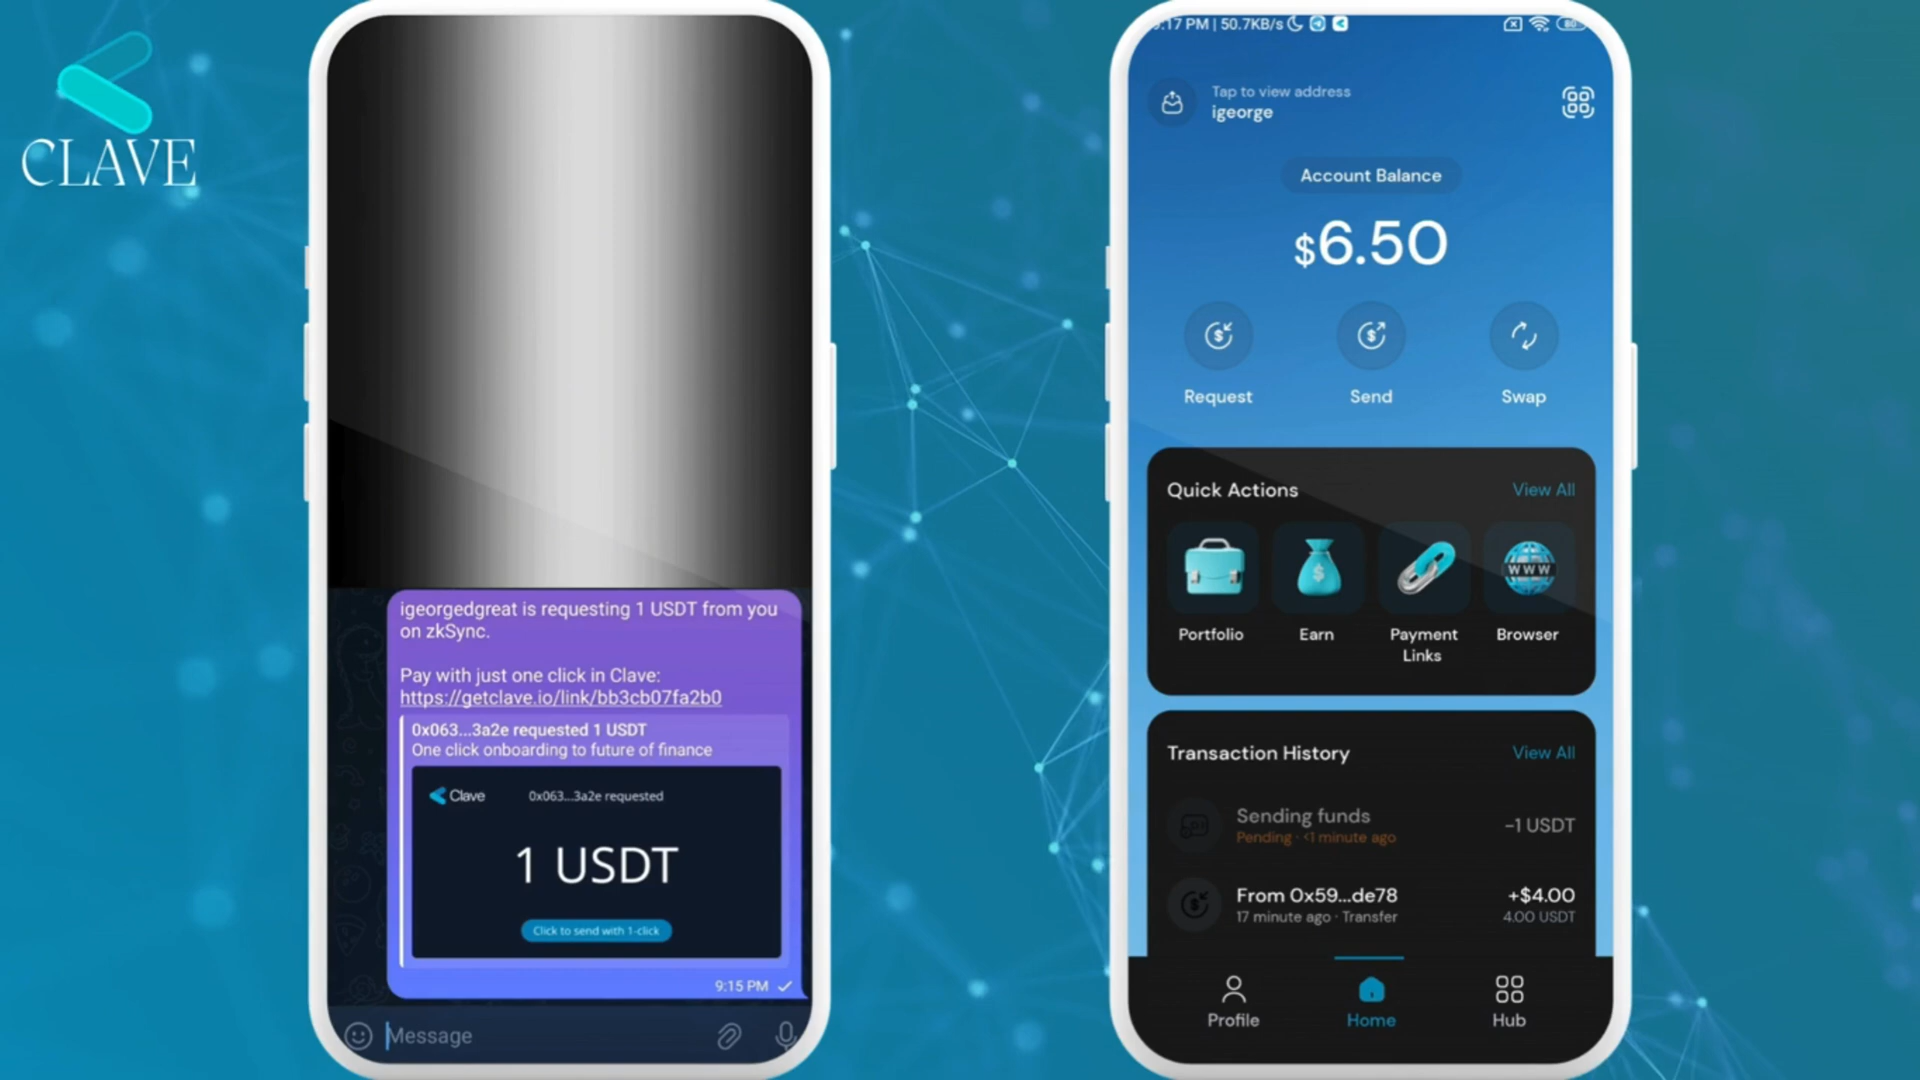 CLAVE
igeorgedgreat is requesting 1 USDT from you
on zkSync.
Pay with just one click in Clave:
https://getclave.io/link/bb3cb07fa2b0
0x063...3a2e requested 1 USDT
One click onboarding to future of finance
Clave
0x063...3a2e requested
1 USDT
Click to send with 1-click
9:15 PM
Message
:17 PM | 50.7KB/s
80
Tap to view address
igeorge
Account Balance
$6.50
Request
Send
Swap
Quick Actions
View All
WWW
Portfolio
Earn
Payment
Links
Browser
Transaction History
View All
Sending funds
-1 USDT
Pending · <1 minute ago
From 0x59...de78
+$4.00
17 minute ago · Transfer
4.00 USDT
Profile
Home
Hub